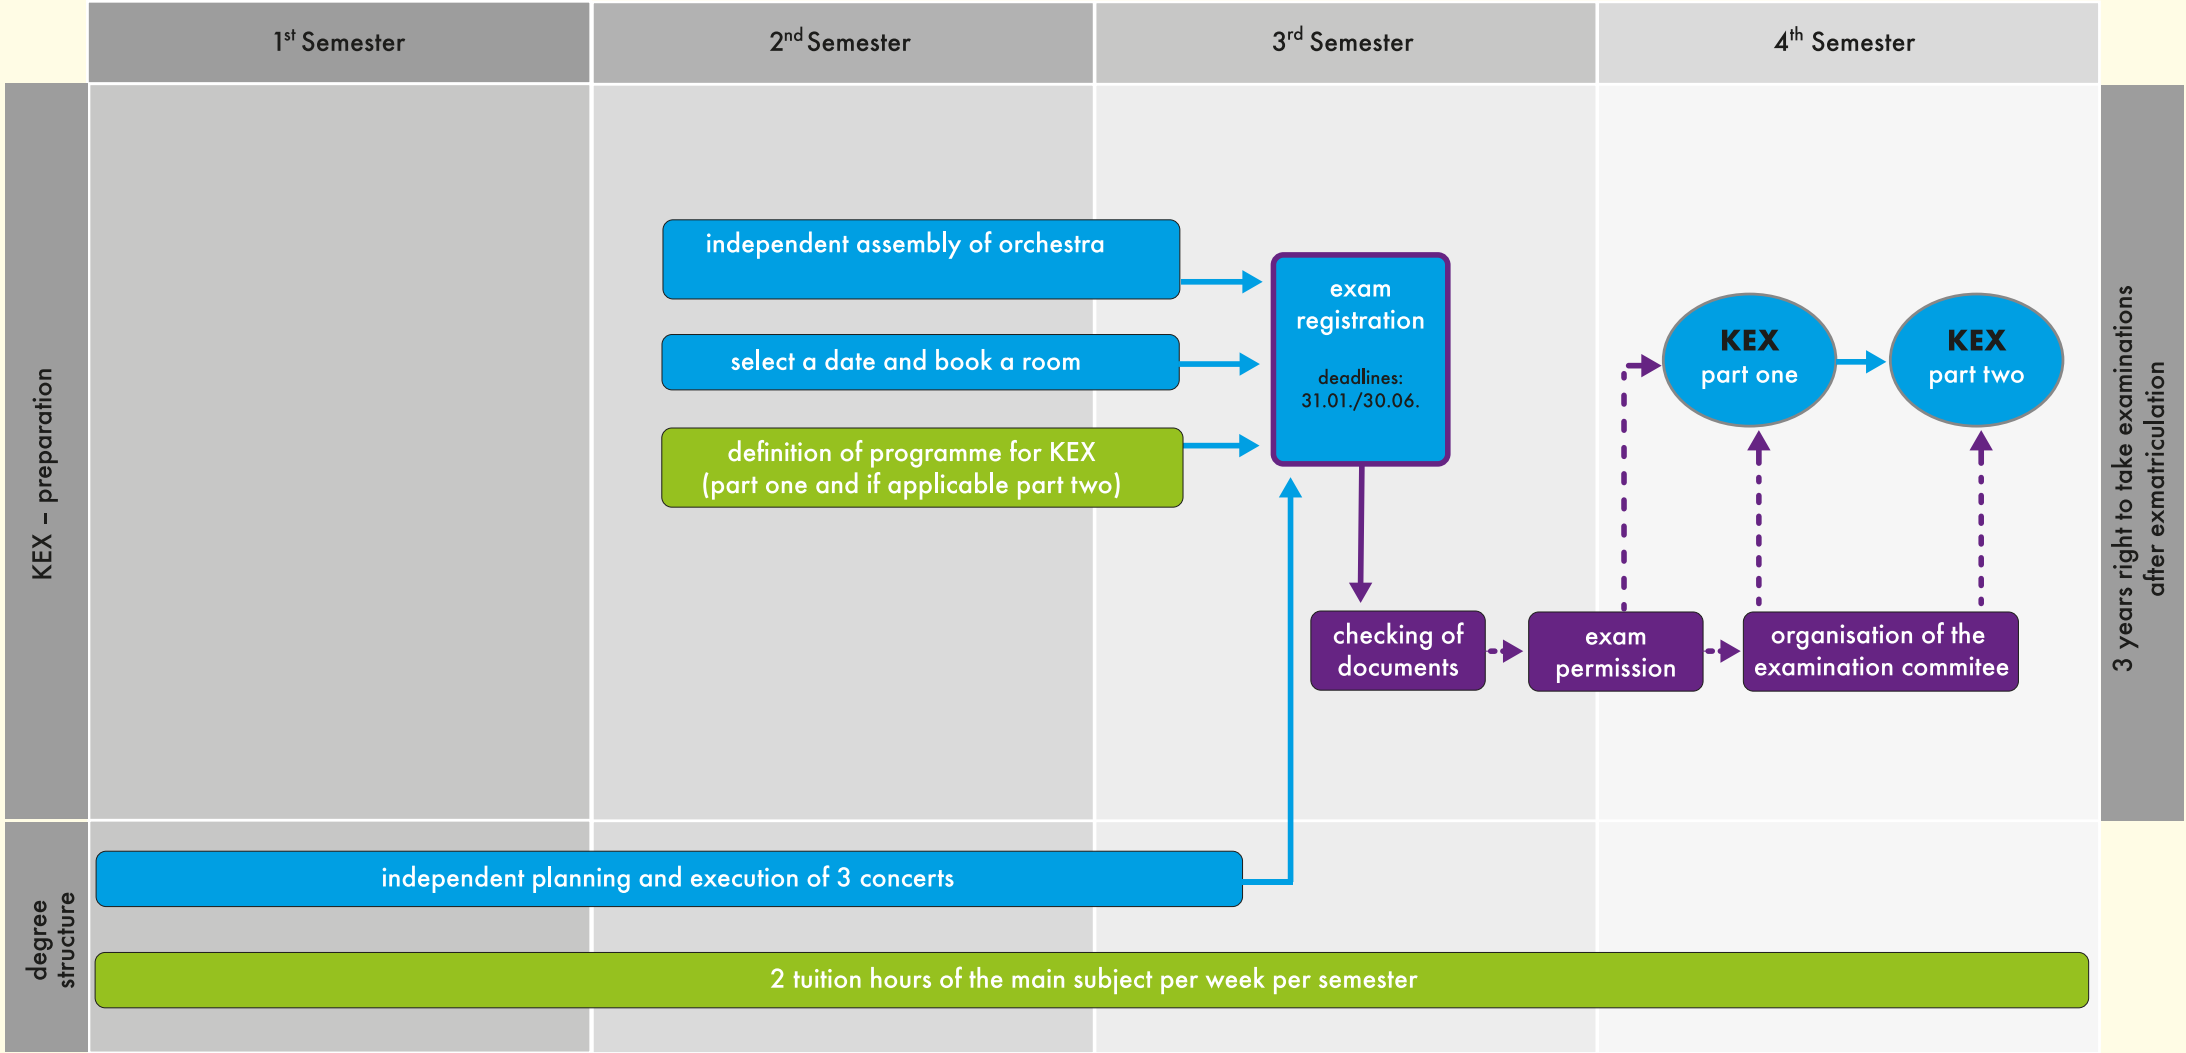 1st Semester
2nd Semester
3rd Semester
4th Semester
KEX – preparation
independent assembly of orchestra
select a date and book a room
definition of programme for KEX
(part one and if applicable part two)
exam
registration
deadlines:
31.01./30.06.
checking of
documents
exam
permission
organisation of the
examination commitee
KEX
part one
KEX
part two
3 years right to take examinations
after exmatriculation
degree
structure
independent planning and execution of 3 concerts
2 tuition hours of the main subject per week per semester